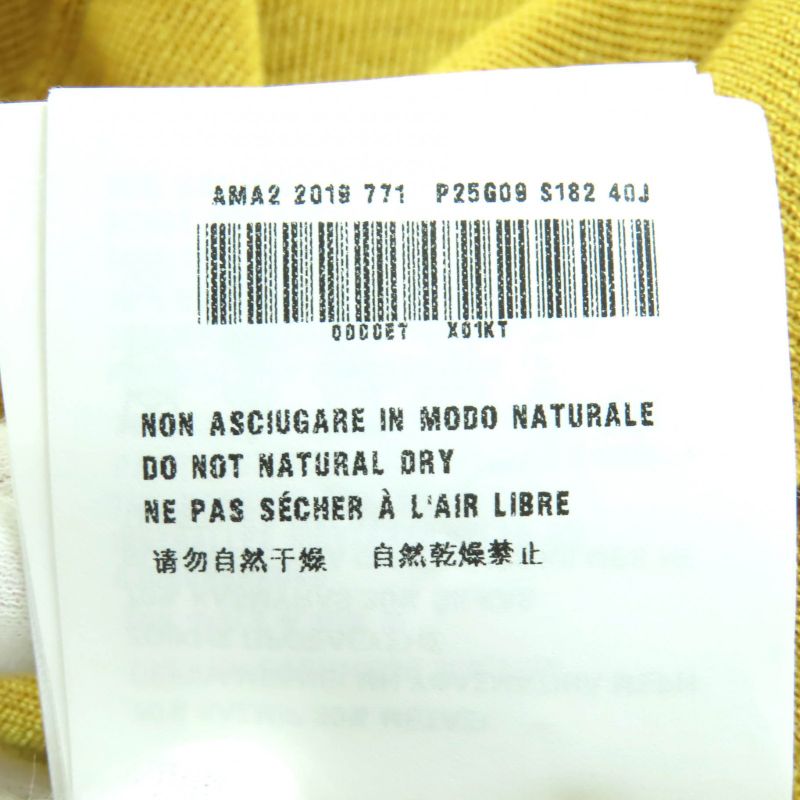 AMA2 2019 771 P25G09 S182 40J
X01KT
NON ASCIUGARE IN MODO NATURALE
DO NOT NATURAL DRY
NE PAS SÉCHER À L'AIR LIBRE
请勿自然干燥 自然乾燥禁止